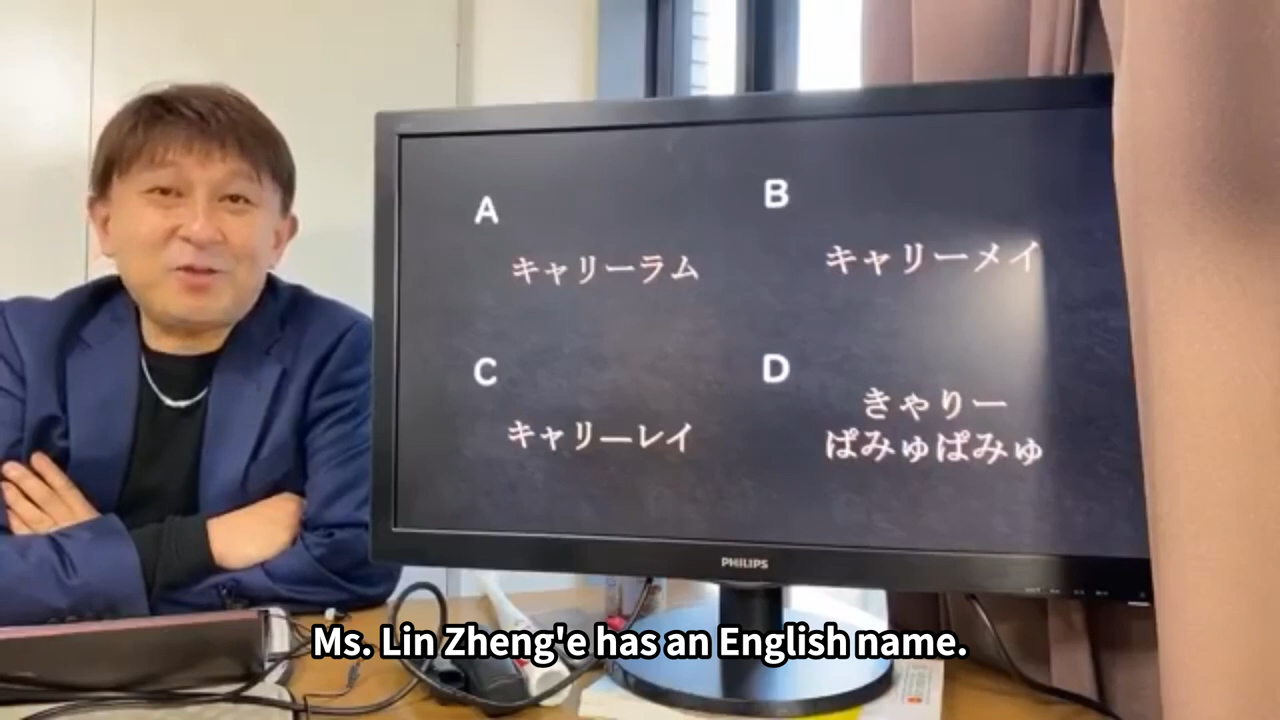 A
キャリーラム
B
キャリーメイ
C
キャリーレイ
D
きゃりー
ぱみゅぱみゅ
PHILIPS
Ms. Lin Zheng'e has an English name.